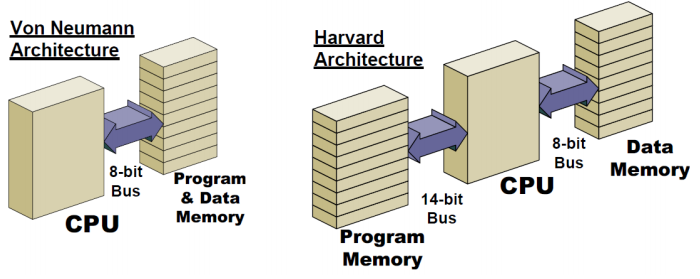 Von Neumann
Architecture
8-bit
Bus
Program
& Data
Memory
CPU
Harvard
Architecture
Program
Memory
14-bit
Bus
CPU
8-bit
Bus
Data
Memory